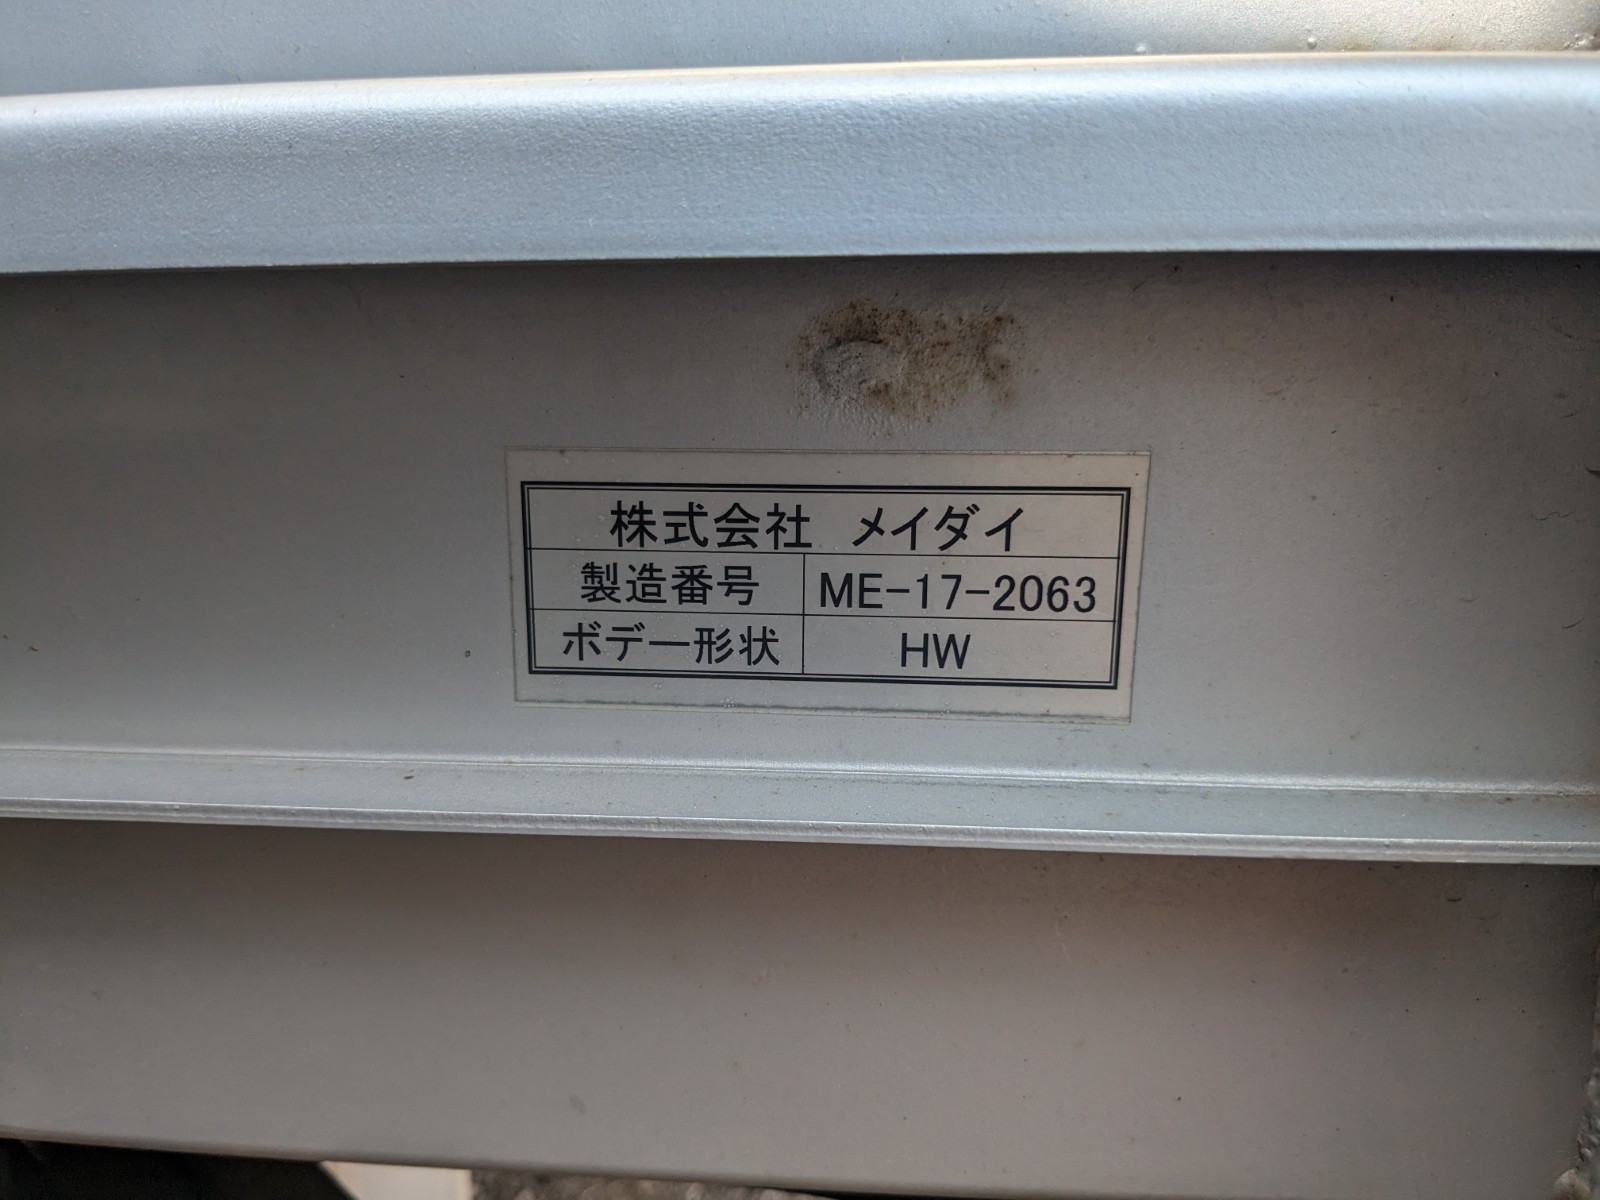 株式会社 メイダイ
製造番号 ME-17-2063
ボデー形状 HW